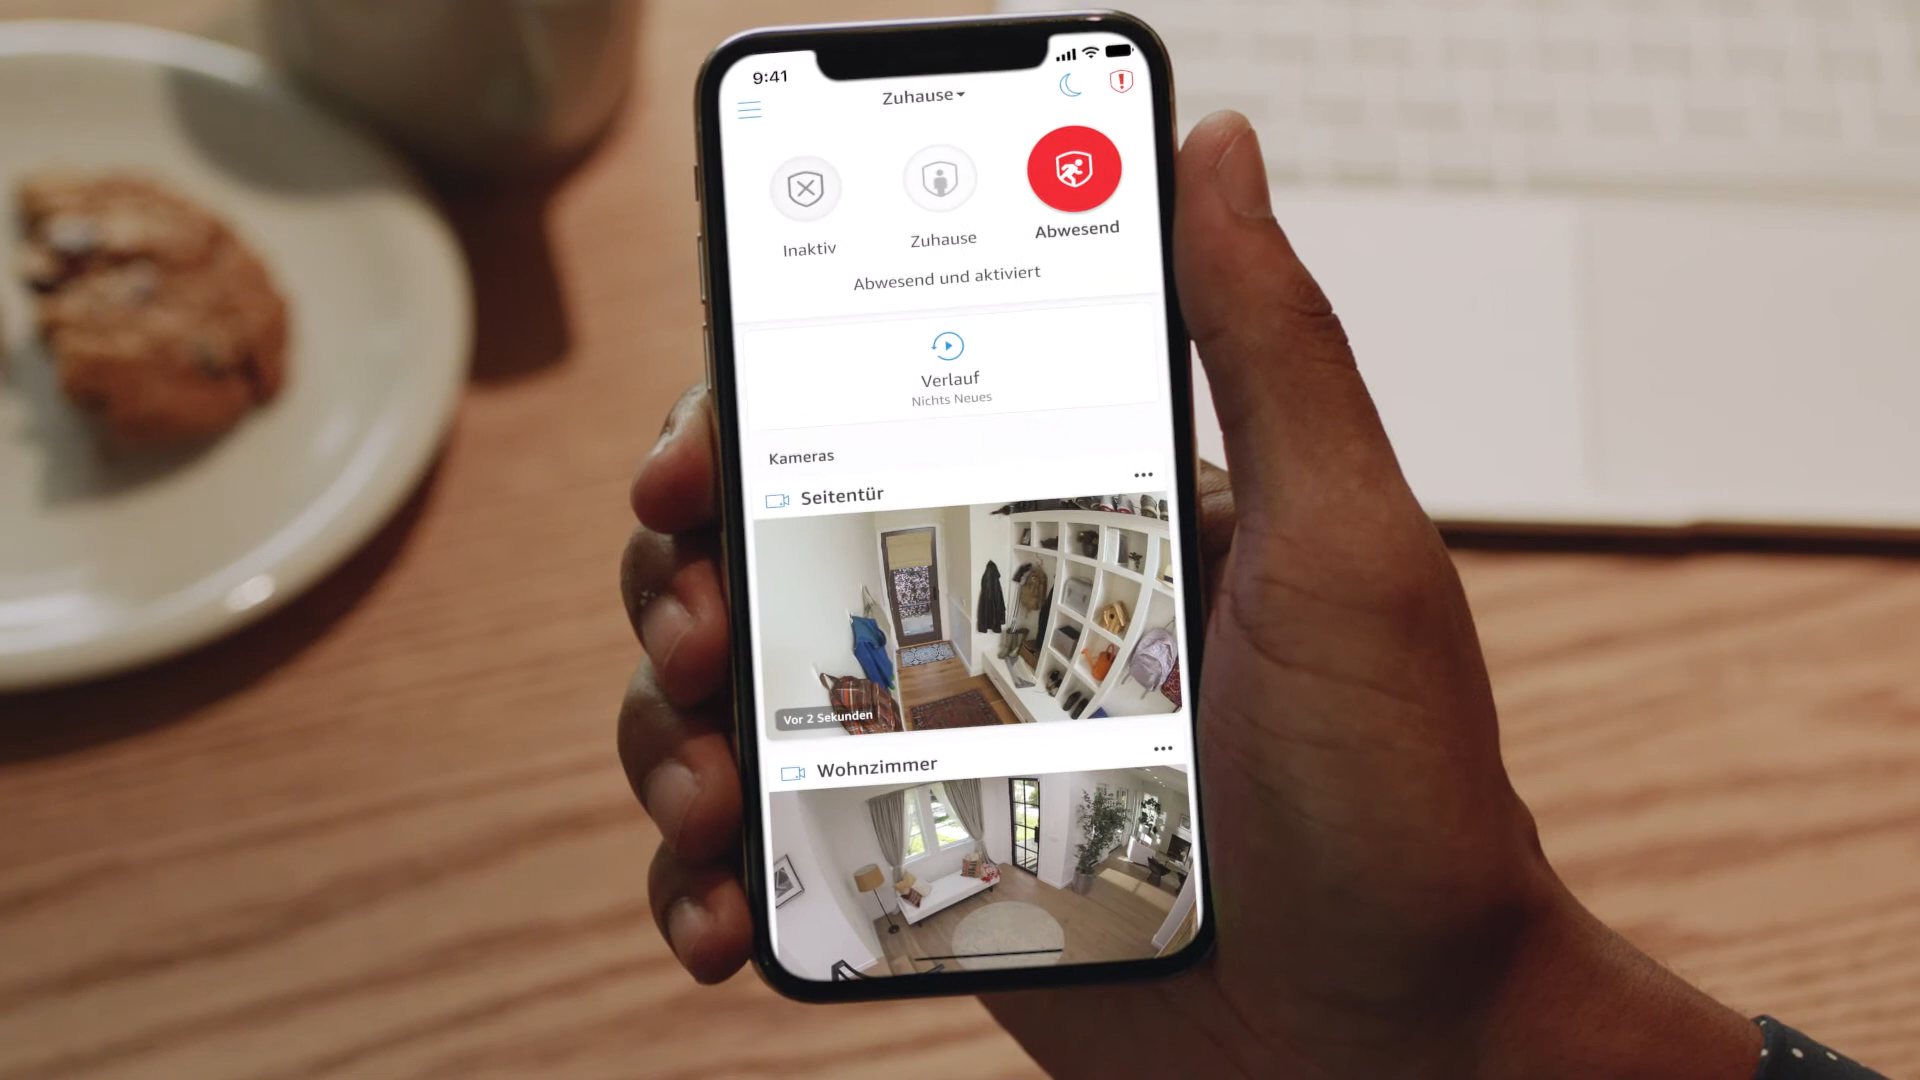 9:41
Zuhause
Inaktiv
Zuhause
Abwesend
Abwesend und aktiviert
Verlauf
Nichts Neues
Kameras
Seitentür
Vor 2 Sekunden
Wohnzimmer